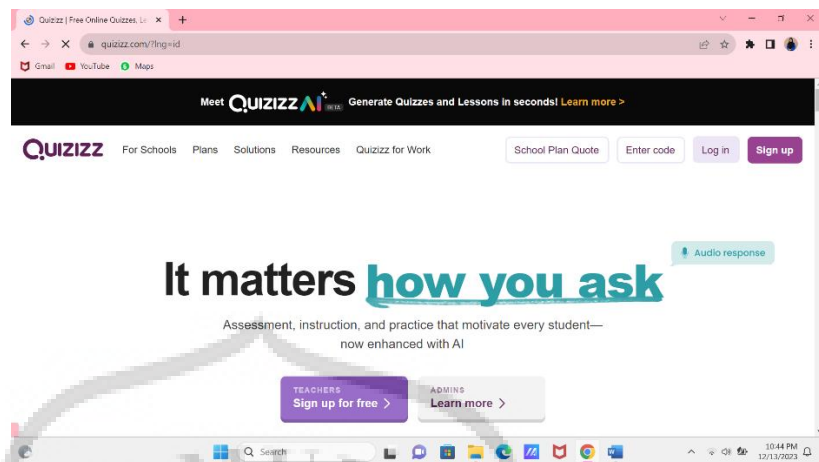 Quizizz | Free Online Quizzes, Le
quizizz.com/?lng=id
Gmail YouTube Maps
Meet QUIZIZZ AI BETA Generate Quizzes and Lessons in seconds! Learn more >
QUIZIZZ For Schools Plans Solutions Resources Quizizz for Work School Plan Quote Enter code Log in Sign up
Audio response
It matters how you ask
Assessment, instruction, and practice that motivate every student—
now enhanced with AI
TEACHERS ADMINS
Sign up for free > Learn more >
Search 10:44 PM
12/13/2023